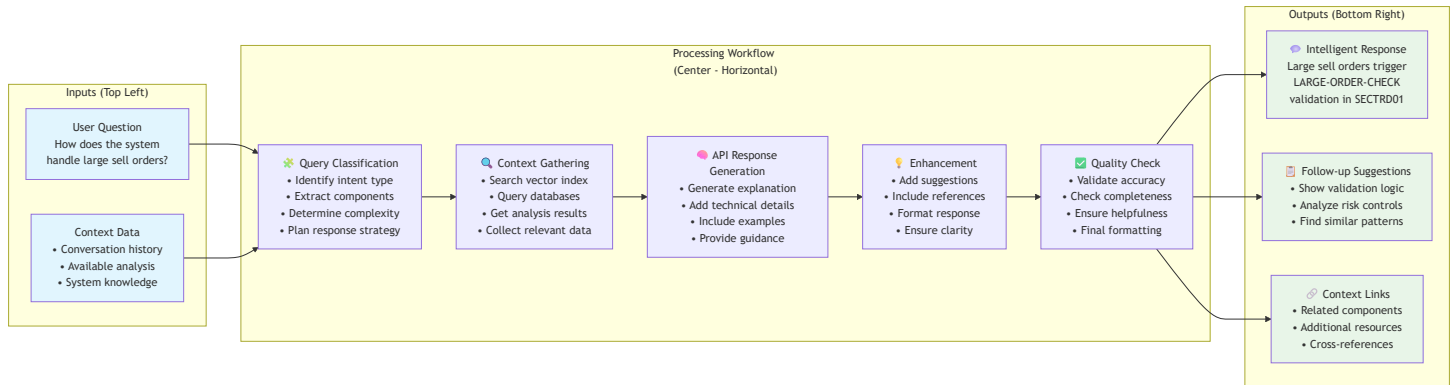 Inputs (Top Left)
User Question
How does the system
handle large sell orders?
Context Data
• Conversation history
• Available analysis
• System knowledge
Processing Workflow
(Center - Horizontal)
🧩 Query Classification
• Identify intent type
• Extract components
• Determine complexity
• Plan response strategy
🔍 Context Gathering
• Search vector index
• Query databases
• Get analysis results
• Collect relevant data
🧠 API Response
Generation
• Generate explanation
• Add technical details
• Include examples
• Provide guidance
💡 Enhancement
• Add suggestions
• Include references
• Format response
• Ensure clarity
✅ Quality Check
• Validate accuracy
• Check completeness
• Ensure helpfulness
• Final formatting
Outputs (Bottom Right)
💬 Intelligent Response
Large sell orders trigger
LARGE-ORDER-CHECK
validation in SECTRD01
📋 Follow-up Suggestions
• Show validation logic
• Analyze risk controls
• Find similar patterns
🔗 Context Links
• Related components
• Additional resources
• Cross-references